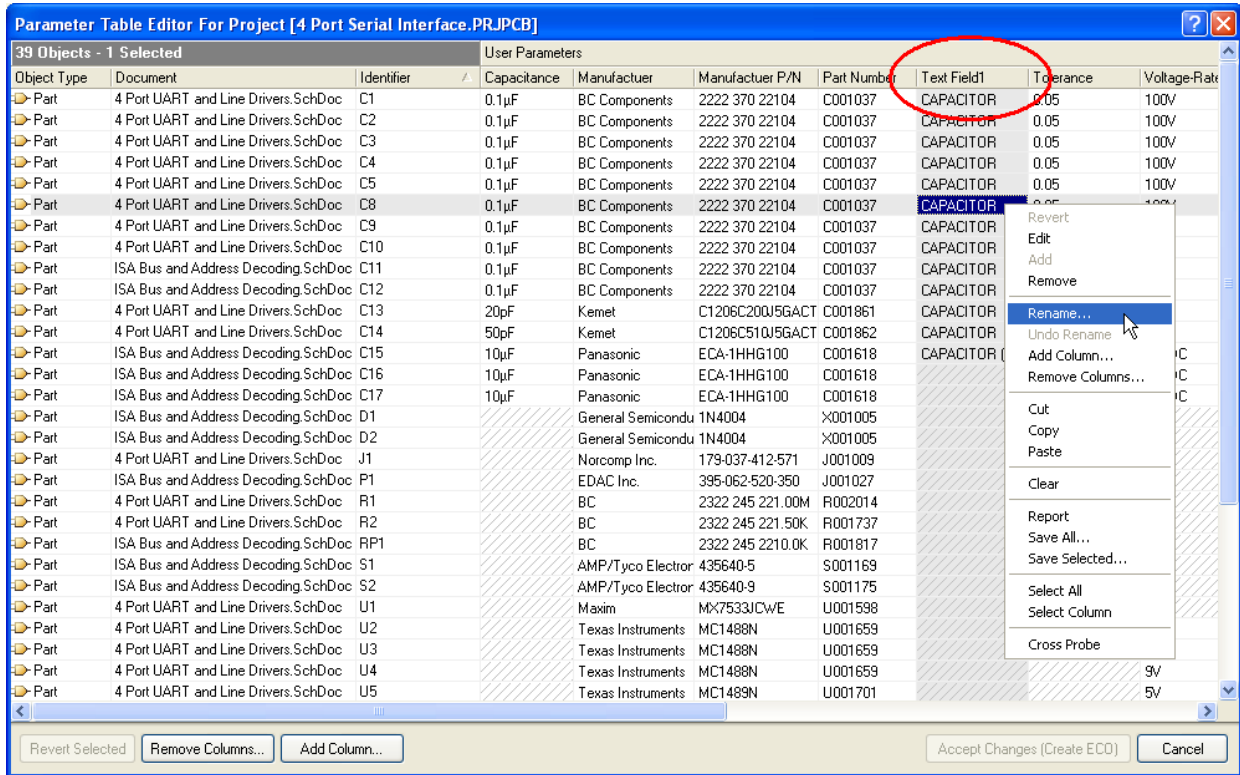 Parameter Table Editor For Project [4 Port Serial Interface.PRJPCB]
39 Objects - 1 Selected User Parameters
Object Type Document Identifier Capacitance Manufactuer Manufactuer P/N Part Number Text Field1 Tolerance Voltage-Rate
Part 4 Port UART and Line Drivers.SchDoc C1 0.1µF BC Components 2222 370 22104 C001037 CAPACITOR 0.05 100V
Part 4 Port UART and Line Drivers.SchDoc C2 0.1µF BC Components 2222 370 22104 C001037 CAPACITOR 0.05 100V
Part 4 Port UART and Line Drivers.SchDoc C3 0.1µF BC Components 2222 370 22104 C001037 CAPACITOR 0.05 100V
Part 4 Port UART and Line Drivers.SchDoc C4 0.1µF BC Components 2222 370 22104 C001037 CAPACITOR 0.05 100V
Part 4 Port UART and Line Drivers.SchDoc C5 0.1µF BC Components 2222 370 22104 C001037 CAPACITOR 0.05 100V
Part 4 Port UART and Line Drivers.SchDoc C8 0.1µF BC Components 2222 370 22104 C001037 CAPACITOR
Part 4 Port UART and Line Drivers.SchDoc C9 0.1µF BC Components 2222 370 22104 C001037 CAPACITOR
Part 4 Port UART and Line Drivers.SchDoc C10 0.1µF BC Components 2222 370 22104 C001037 CAPACITOR
Part ISA Bus and Address Decoding.SchDoc C11 0.1µF BC Components 2222 370 22104 C001037 CAPACITOR
Part ISA Bus and Address Decoding.SchDoc C12 0.1µF BC Components 2222 370 22104 C001037 CAPACITOR
Part ISA Bus and Address Decoding.SchDoc C13 20pF Kemet C1206C200J5GACT C001861 CAPACITOR
Part ISA Bus and Address Decoding.SchDoc C14 50pF Kemet C1206C510J5GACT C001862 CAPACITOR
Part ISA Bus and Address Decoding.SchDoc C15 10µF Panasonic ECA-1HHG100 C001618 CAPACITOR ( C
Part ISA Bus and Address Decoding.SchDoc C16 10µF Panasonic ECA-1HHG100 C001618 C
Part ISA Bus and Address Decoding.SchDoc C17 10µF Panasonic ECA-1HHG100 C001618 C
Part ISA Bus and Address Decoding.SchDoc D1 General Semicondu 1N4004 X001005
Part ISA Bus and Address Decoding.SchDoc D2 General Semicondu 1N4004 X001005
Part 4 Port UART and Line Drivers.SchDoc J1 Norcomp Inc. 179-037-412-571 J001009
Part ISA Bus and Address Decoding.SchDoc P1 EDAC Inc. 395-062-520-350 J001027
Part 4 Port UART and Line Drivers.SchDoc R1 BC 2322 245 221.00M R002014
Part 4 Port UART and Line Drivers.SchDoc R2 BC 2322 245 221.50K R001737
Part ISA Bus and Address Decoding.SchDoc RP1 BC 2322 245 2210.0K R001817
Part ISA Bus and Address Decoding.SchDoc S1 AMP/Tyco Electror 435640-5 S001169
Part ISA Bus and Address Decoding.SchDoc S2 AMP/Tyco Electror 435640-9 S001175
Part 4 Port UART and Line Drivers.SchDoc U1 Maxim MX7533JCWE U001598
Part 4 Port UART and Line Drivers.SchDoc U2 Texas Instruments MC1488N U001659
Part 4 Port UART and Line Drivers.SchDoc U3 Texas Instruments MC1488N U001659
Part 4 Port UART and Line Drivers.SchDoc U4 Texas Instruments MC1488N U001659 9V
Part 4 Port UART and Line Drivers.SchDoc U5 Texas Instruments MC1489N U001701 5V
Revert
Edit
Add
Remove
Rename...
Undo Rename
Add Column...
Remove Columns...
Cut
Copy
Paste
Clear
Report
Save All...
Save Selected...
Select All
Select Column
Cross Probe
Revert Selected Remove Columns... Add Column... Accept Changes (Create ECO) Cancel